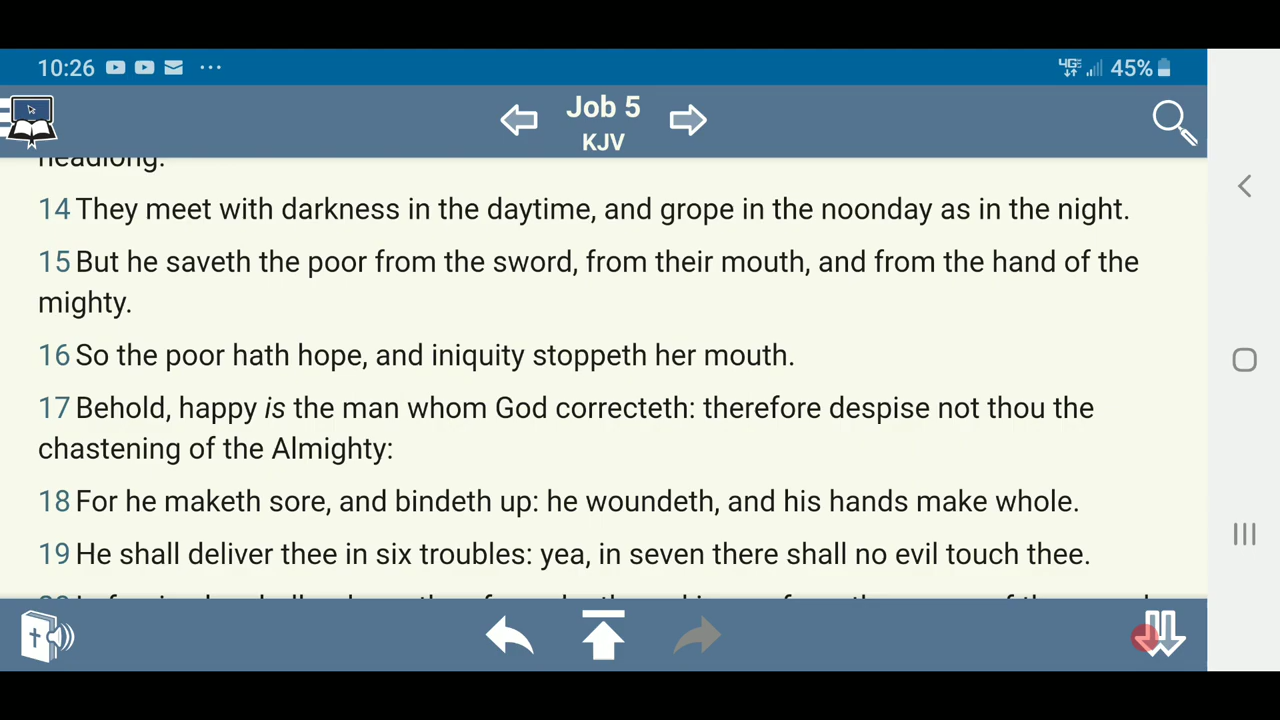 10:26 ... 45%
Job 5
KJV
headlong.
14 They meet with darkness in the daytime, and grope in the noonday as in the night.
15 But he saveth the poor from the sword, from their mouth, and from the hand of the
mighty.
16 So the poor hath hope, and iniquity stoppeth her mouth.
17 Behold, happy is the man whom God correcteth: therefore despise not thou the
chastening of the Almighty:
18 For he maketh sore, and bindeth up: he woundeth, and his hands make whole.
19 He shall deliver thee in six troubles: yea, in seven there shall no evil touch thee.